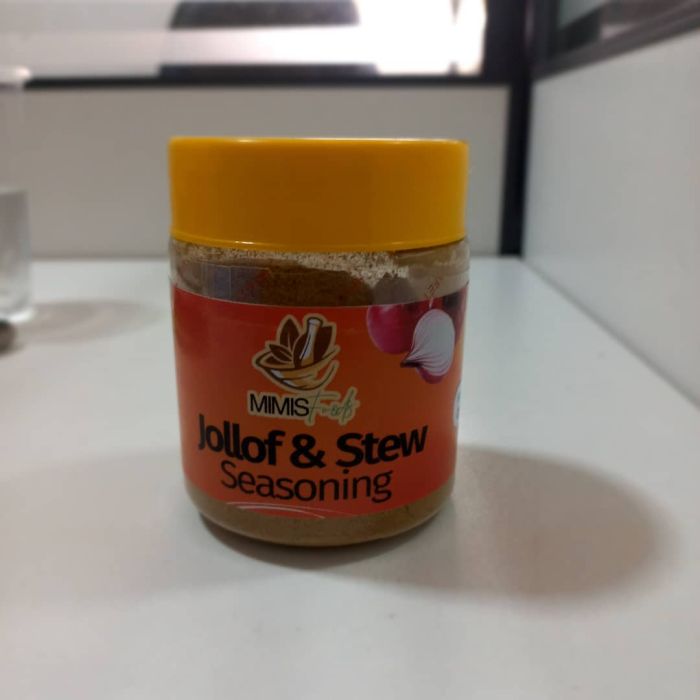 MIMIS Foods
Jollof & Stew
Seasoning